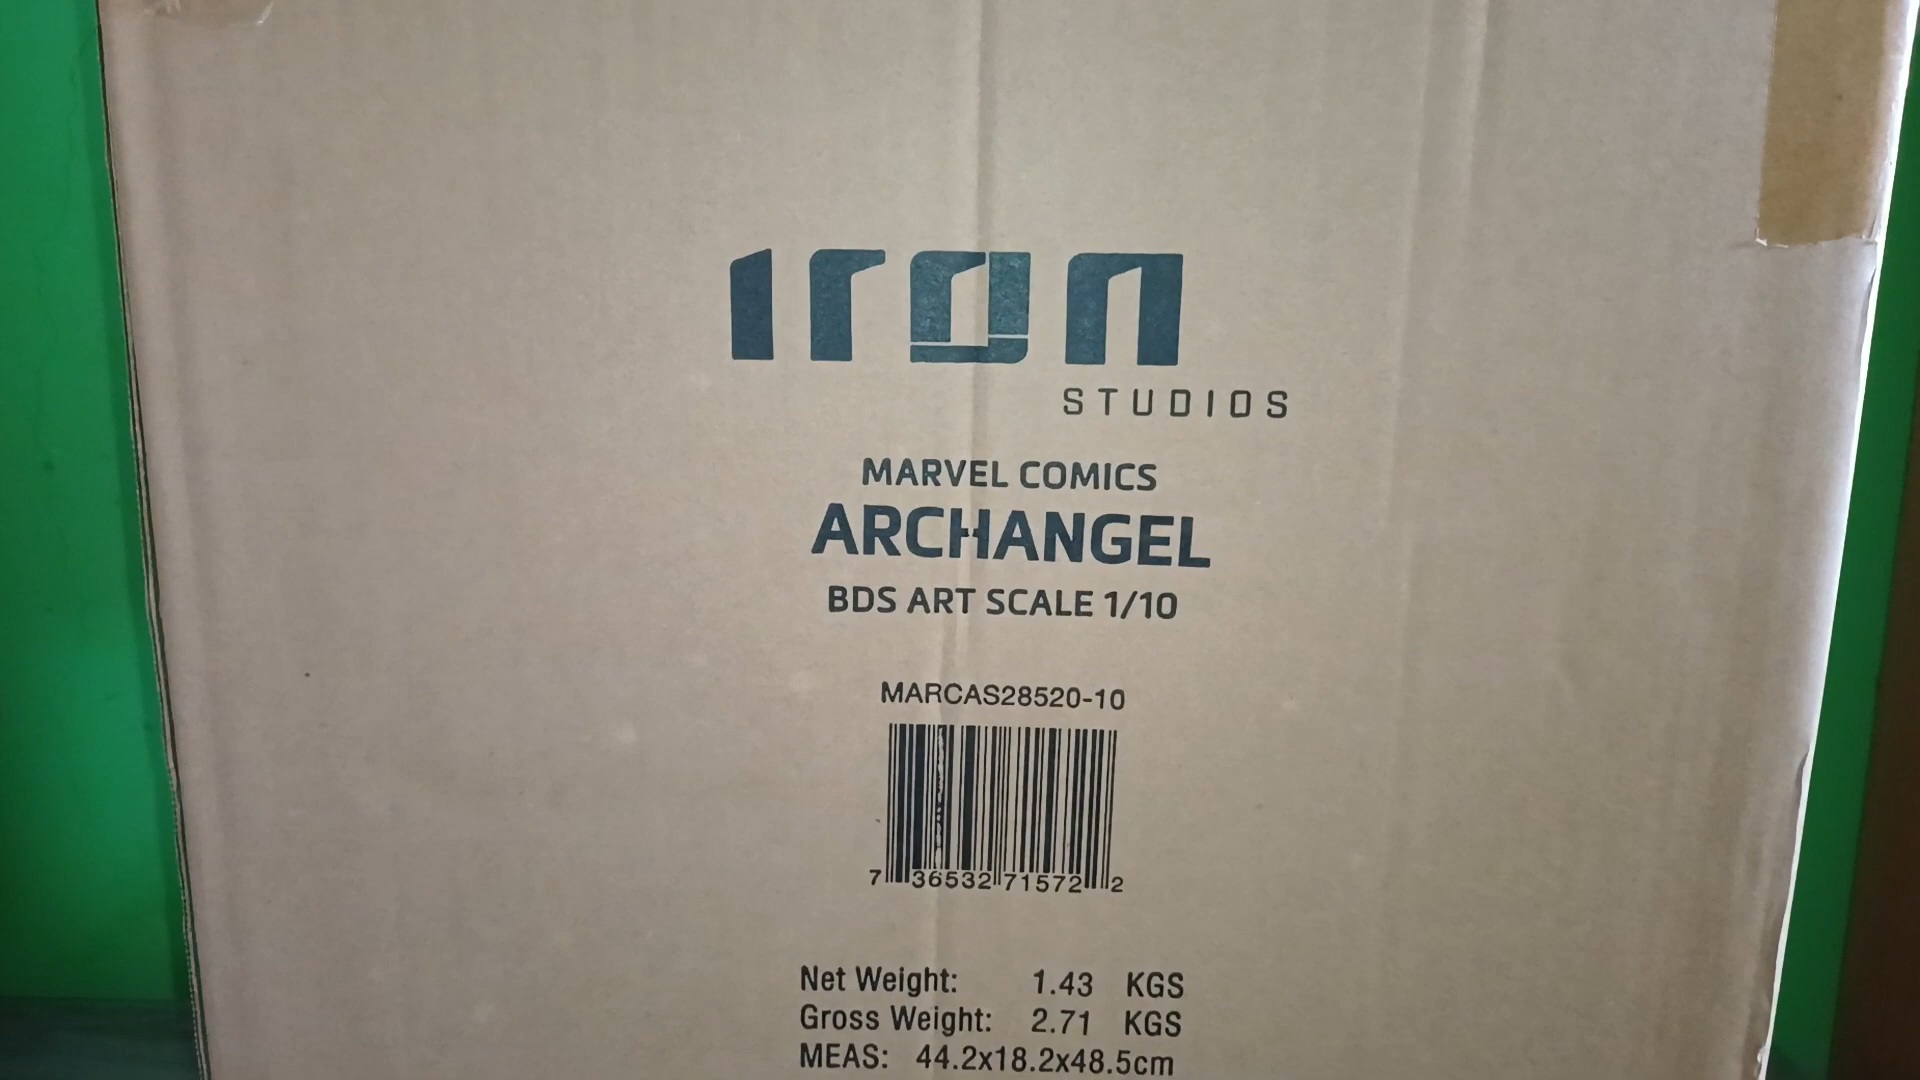 iron
STUDIOS
MARVEL COMICS
ARCHANGEL
BDS ART SCALE 1/10
MARCAS28520-10
7 36532 71572 2
Net Weight: 1.43 KGS
Gross Weight: 2.71 KGS
MEAS: 44.2x18.2x48.5cm